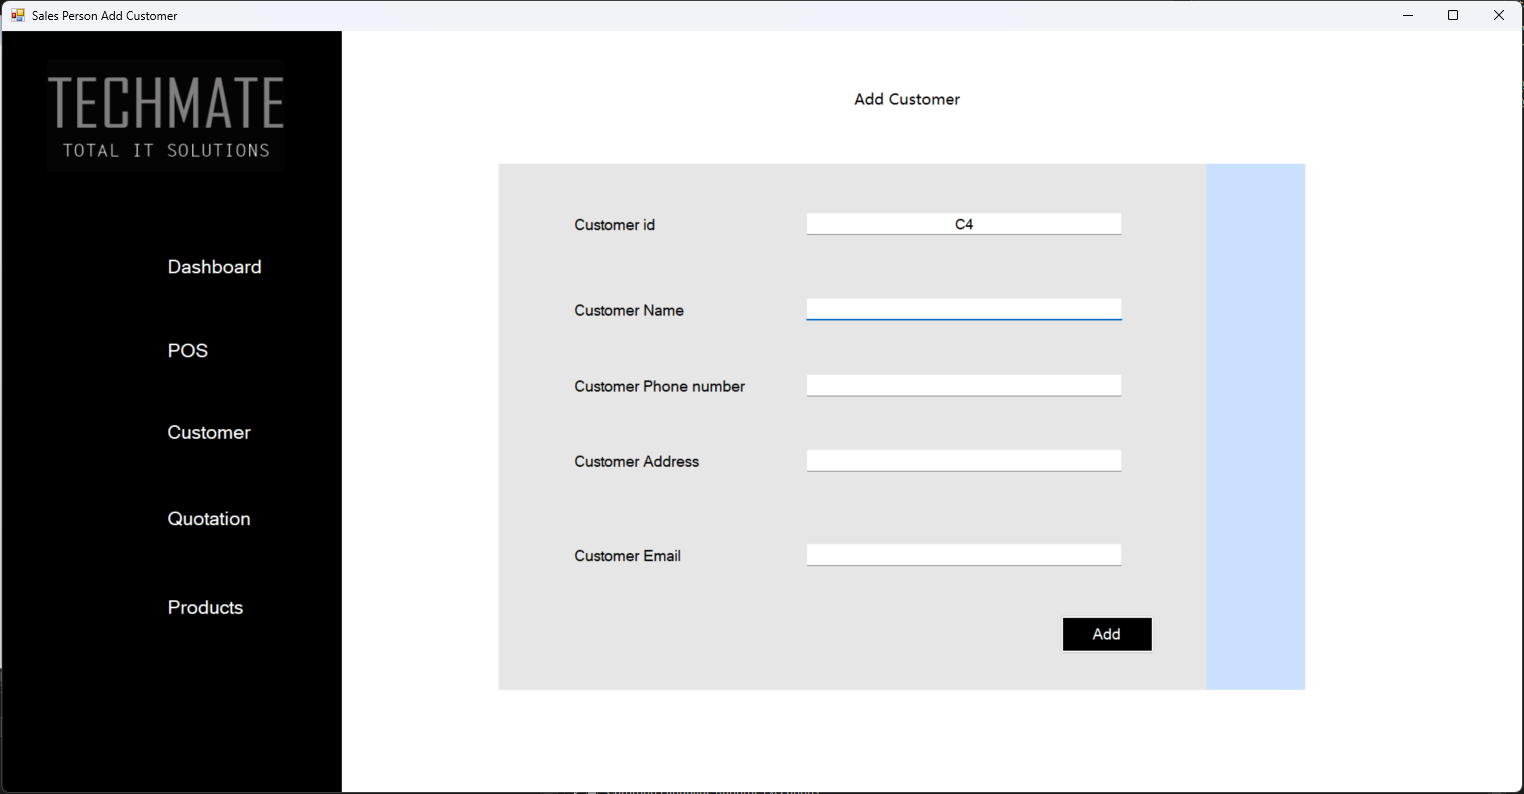 Sales Person Add Customer
TECHMATE
TOTAL IT SOLUTIONS
Dashboard
POS
Customer
Quotation
Products
Add Customer
Customer id
C4
Customer Name
Customer Phone number
Customer Address
Customer Email
Add